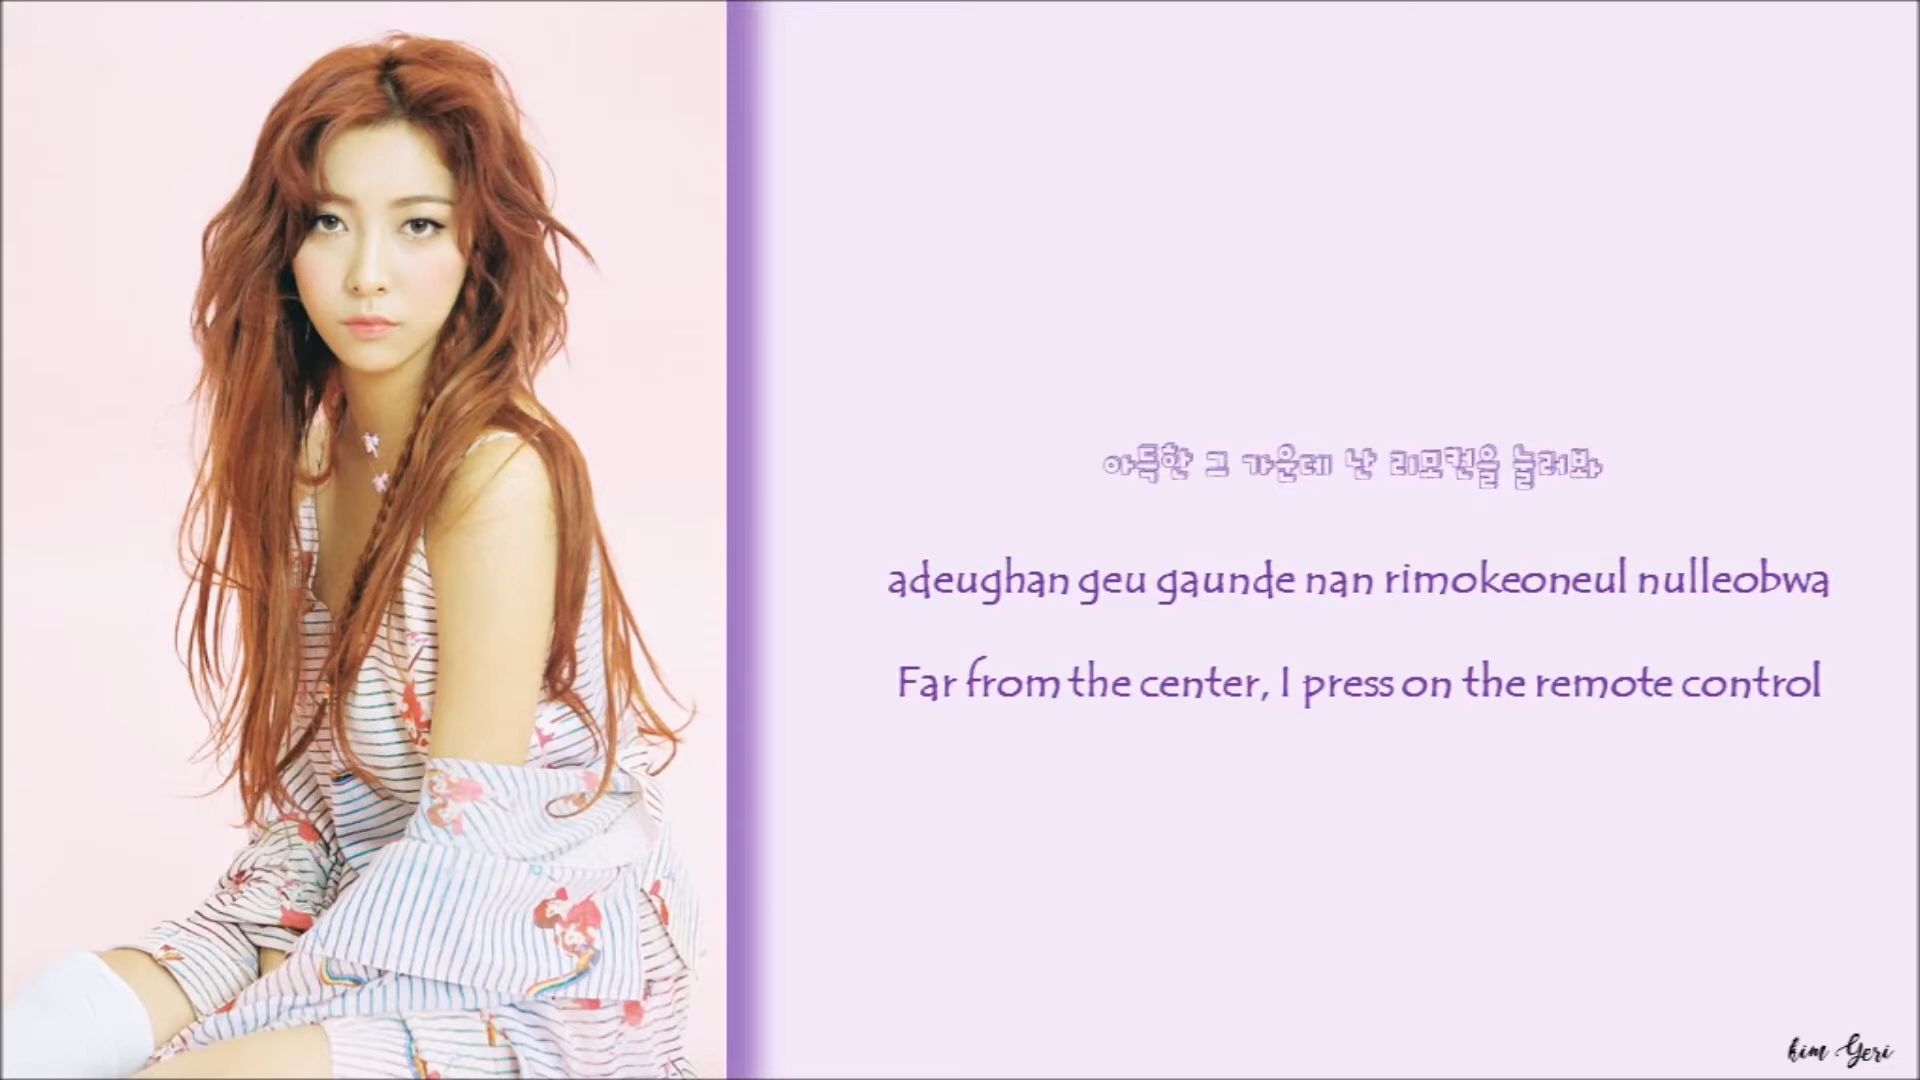 아득한 그 가운데 난 리모컨을 눌러봐
adeughan geu gaunde nan rimokeoneul nulleobwa
Far from the center, I press on the remote control
kim Yeri